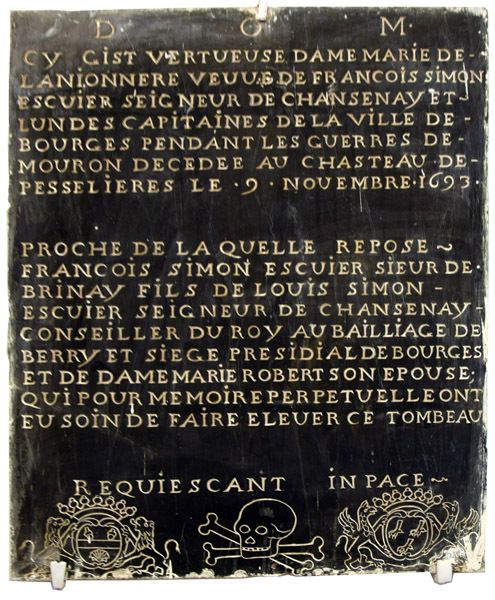 D. O. M.
CY GIST VERTUEUSE DAME MARIE DE-
LANIONNERE VEUUE DE FRANCOIS SIMON
ESCUIER SEIGNEUR DE CHANSENAY ET-
LUN DES CAPITAINES DE LA VILLE DE-
BOURGES PENDANT LES GUERRES DE-
MOURON DECEDEE AU CHASTEAU DE-
PESSELIERES LE ·9· NOUEMBRE·1693·
PROCHE DE LA QUELLE REPOSE ~
FRANCOIS SIMON ESCUIER SIEUR DE·
BRINAY FILS DE LOUIS SIMON -
ESCUIER SEIGNEUR DE CHANSENAY-
CONSEILLER DU ROY AU BAILLIAGE DE
BERRY ET SIEGE PRESIDIAL DE BOURGES
ET DE DAME MARIE ROBERT SON EPOUSE;
QUI POUR MEMOIRE PERPETUELLE ONT
EU SOIN DE FAIRE ELEUER CE TOMBEAU
REQUIESCANT IN PACE ~